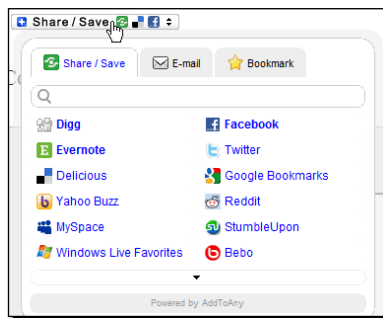 Share / Save
Share / Save E-mail Bookmark
Digg Facebook
Evernote Twitter
Delicious Google Bookmarks
Yahoo Buzz Reddit
MySpace StumbleUpon
Windows Live Favorites Bebo
Powered by AddToAny